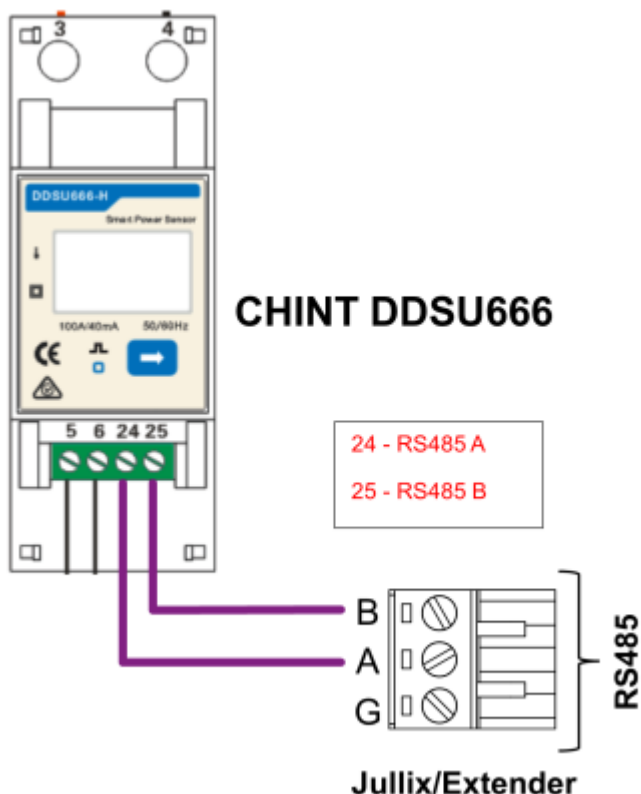 3 4
DDSU666-H
Smart Power Sensor
100A/40mA 50/60Hz
CE
5 6 24 25
CHINT DDSU666
24 - RS485 A
25 - RS485 B
B
A
G
RS485
Jullix/Extender